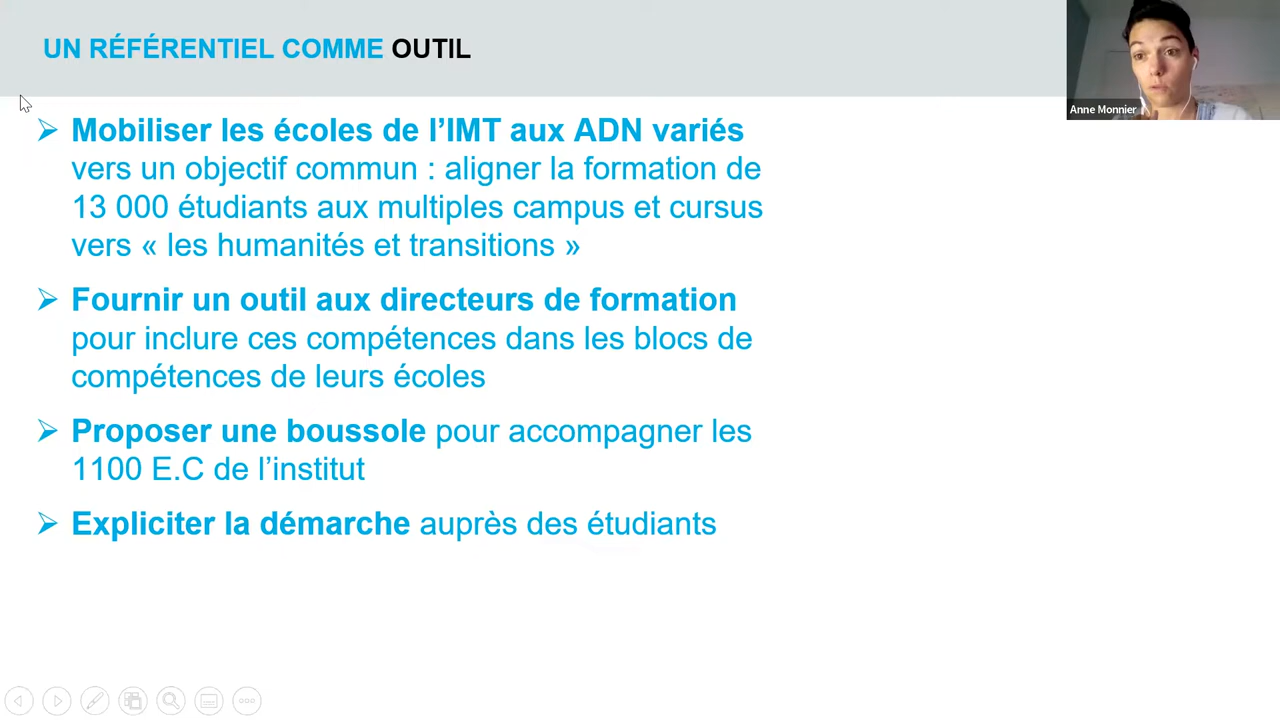 UN RÉFÉRENTIEL COMME OUTIL
Anne Monnier
Mobiliser les écoles de l’IMT aux ADN variés
vers un objectif commun : aligner la formation de
13 000 étudiants aux multiples campus et cursus
vers « les humanités et transitions »
Fournir un outil aux directeurs de formation
pour inclure ces compétences dans les blocs de
compétences de leurs écoles
Proposer une boussole pour accompagner les
1100 E.C de l’institut
Expliciter la démarche auprès des étudiants